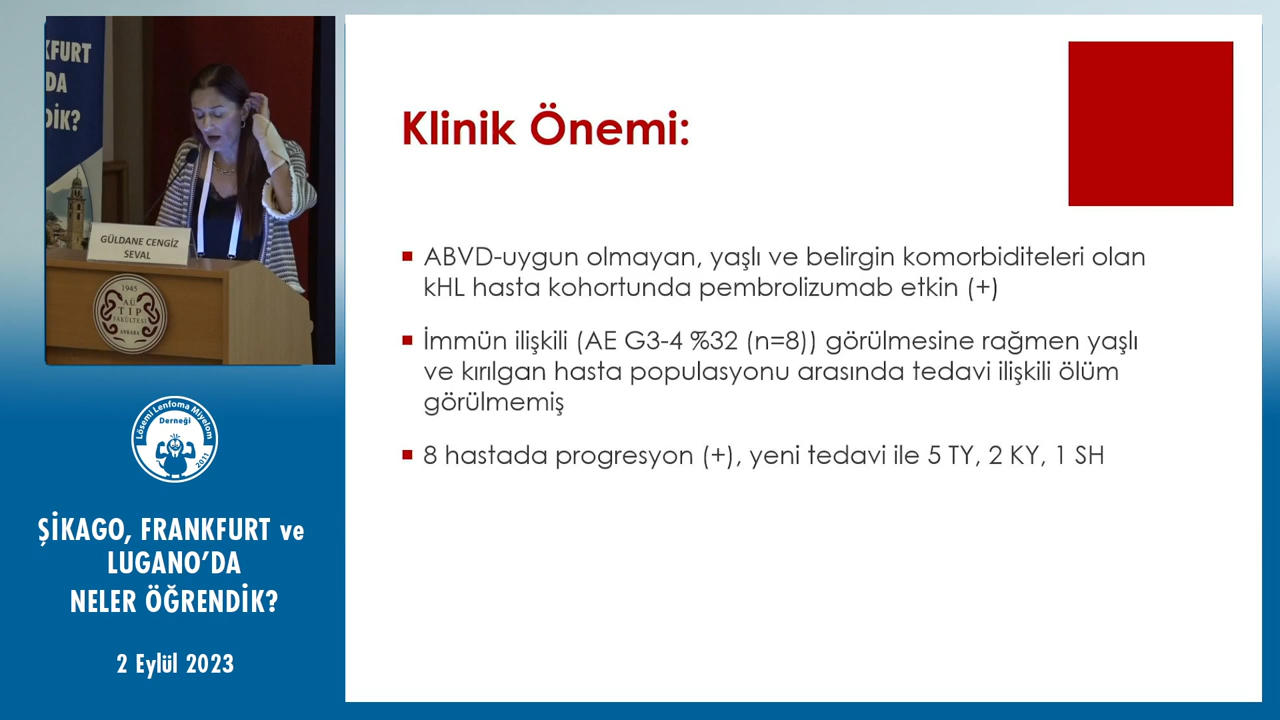 KFURT
DA
DİK?
GÜLDANE CENGİZ
SEVAL
1945
AÜ
TIP
FAKÜLTESİ
ANKARA
Lösemi Lenfoma Miyelom
Derneği
2011
ŞİKAGO, FRANKFURT ve
LUGANO’DA
NELER ÖĞRENDİK?
2 Eylül 2023
Klinik Önemi:
ABVD-uygun olmayan, yaşlı ve belirgin komorbiditeleri olan
kHL hasta kohortunda pembrolizumab etkin (+)
İmmün ilişkili (AE G3-4 %32 (n=8)) görülmesine rağmen yaşlı
ve kırılgan hasta populasyonu arasında tedavi ilişkili ölüm
görülmemiş
8 hastada progresyon (+), yeni tedavi ile 5 TY, 2 KY, 1 SH